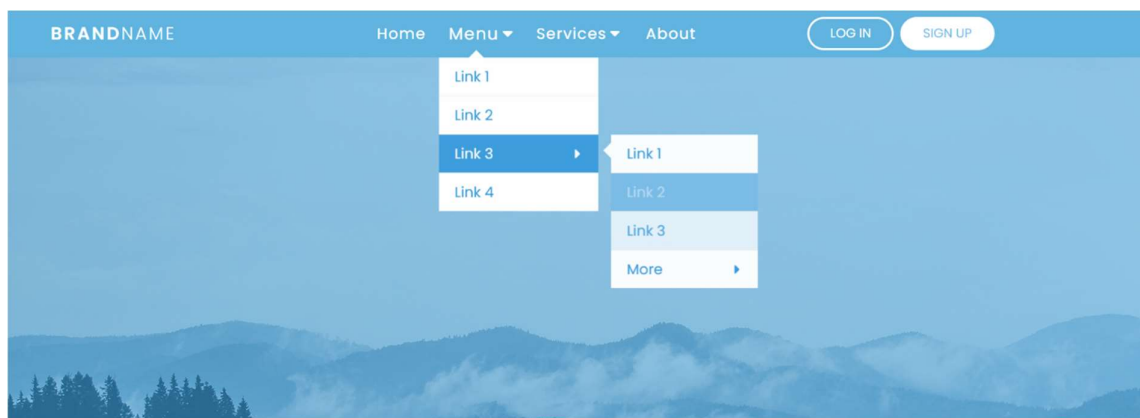 BRANDNAME Home Menu Services About LOG IN SIGN UP
Link 1
Link 2
Link 3
Link 4
Link 1
Link 2
Link 3
More